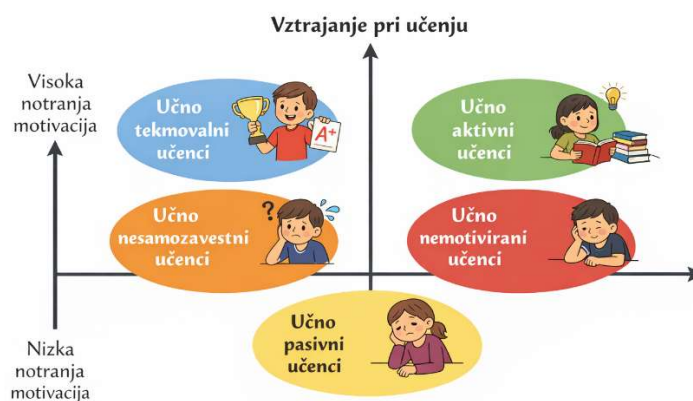 Vztrajanje pri učenju
Visoka
notranja
motivacija
Učno
tekmovalni
učenci
A+
Učno
aktivni
učenci
Učno
nesamozavestni
učenci
?
Učno
nemotivirani
učenci
Učno
pasivni
učenci
Nizka
notranja
motivacija